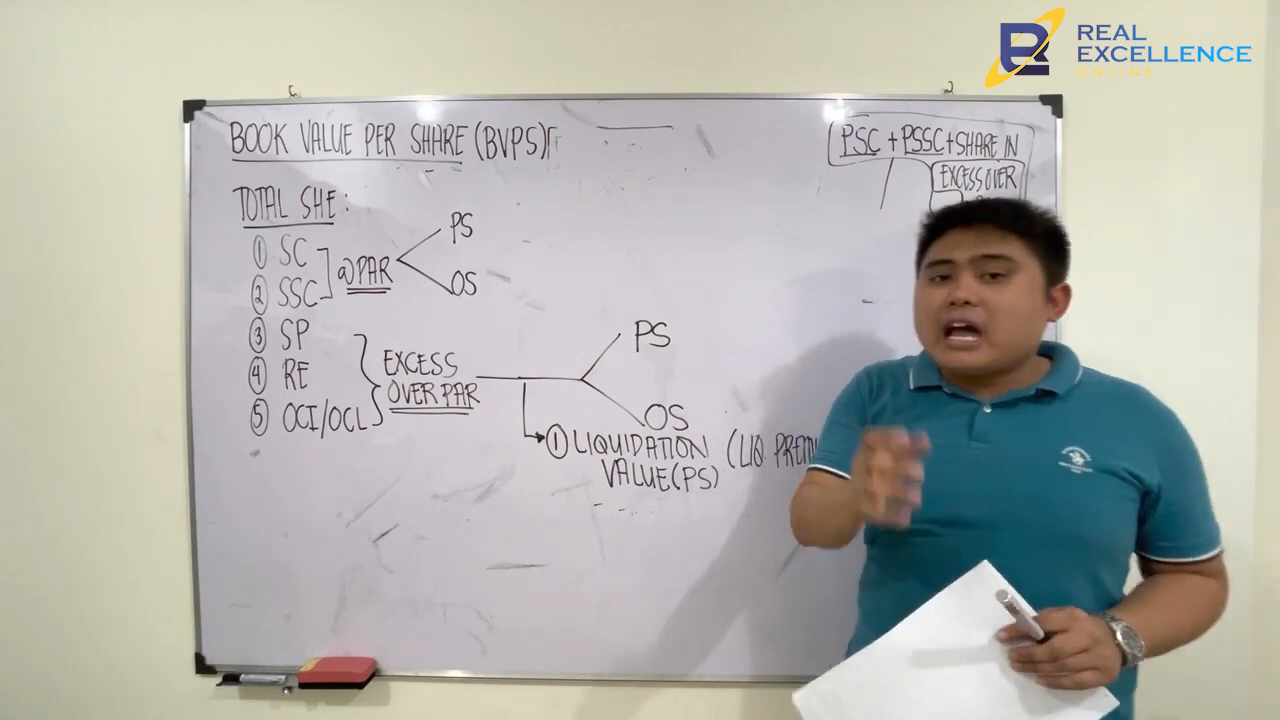 REAL
EXCELLENCE
ONLINE
BOOK VALUE PER SHARE (BVPS)
PSC + PSSC + SHARE IN
EXCESS OVER
TOTAL SHE:
① SC
② SSC
@PAR
PS
OS
③ SP
④ RE
⑤ OCI/OCL
EXCESS
OVER PAR
PS
OS
① LIQUIDATION (LIQ
VALUE(PS)